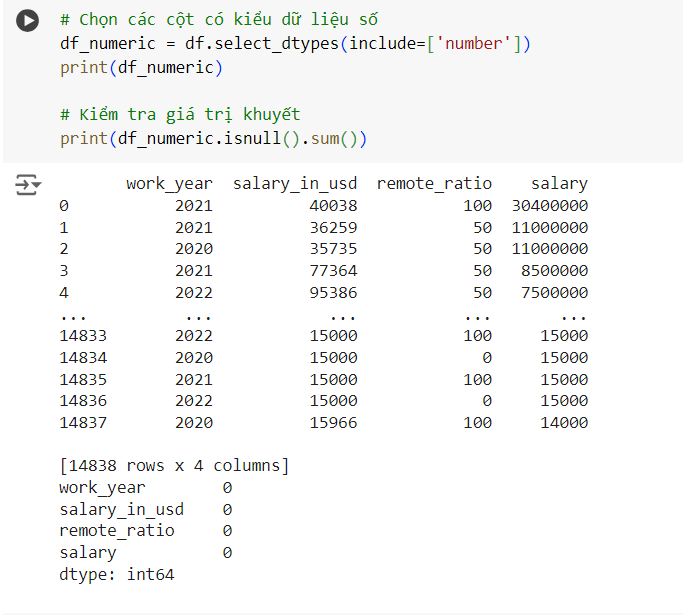 # Chọn các cột có kiểu dữ liệu số
df_numeric = df.select_dtypes(include=['number'])
print(df_numeric)
# Kiểm tra giá trị khuyết
print(df_numeric.isnull().sum())
work_year salary_in_usd remote_ratio salary
0 2021 40038 100 30400000
1 2021 36259 50 11000000
2 2020 35735 50 11000000
3 2021 77364 50 8500000
4 2022 95386 50 7500000
... ... ... ... ...
14833 2022 15000 100 15000
14834 2020 15000 0 15000
14835 2021 15000 100 15000
14836 2022 15000 0 15000
14837 2020 15966 100 14000
[14838 rows x 4 columns]
work_year 0
salary_in_usd 0
remote_ratio 0
salary 0
dtype: int64